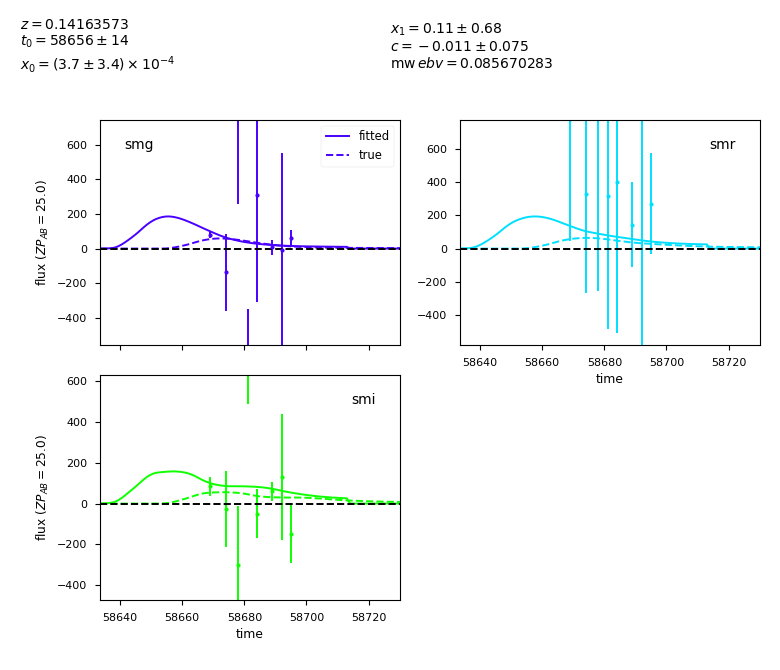 z = 0.14163573
t₀ = 58656 ± 14
x₀ = (3.7 ± 3.4) × 10⁻⁴
x₁ = 0.11 ± 0.68
c = −0.011 ± 0.075
mw ebv = 0.085670283
smg
fitted
true
600
400
200
0
−200
−400
flux (ZP_AB = 25.0)
smr
600
400
200
0
−200
−400
58640 58660 58680 58700 58720
time
smi
600
400
200
0
−200
−400
flux (ZP_AB = 25.0)
58640 58660 58680 58700 58720
time